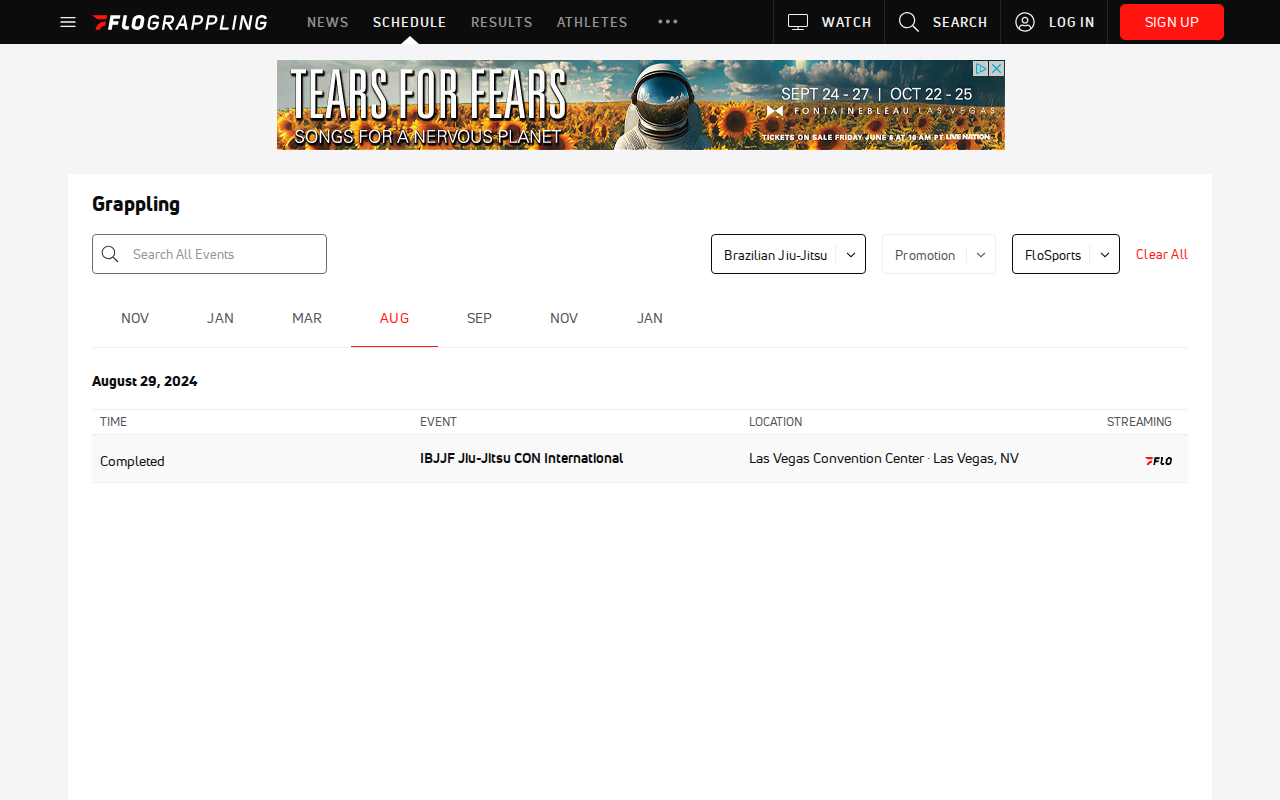 FLOGRAPPLING NEWS SCHEDULE RESULTS ATHLETES WATCH SEARCH LOG IN SIGN UP
TEARS FOR FEARS
SONGS FOR A NERVOUS PLANET
SEPT 24 - 27 | OCT 22 - 25
FONTAINEBLEAU LAS VEGAS
TICKETS ON SALE FRIDAY JUNE 6 AT 10 AM PT LIVE NATION
Grappling
Search All Events Brazilian Jiu-Jitsu Promotion FloSports Clear All
NOV JAN MAR AUG SEP NOV JAN
August 29, 2024
TIME EVENT LOCATION STREAMING
Completed IBJJF Jiu-Jitsu CON International Las Vegas Convention Center · Las Vegas, NV FLO